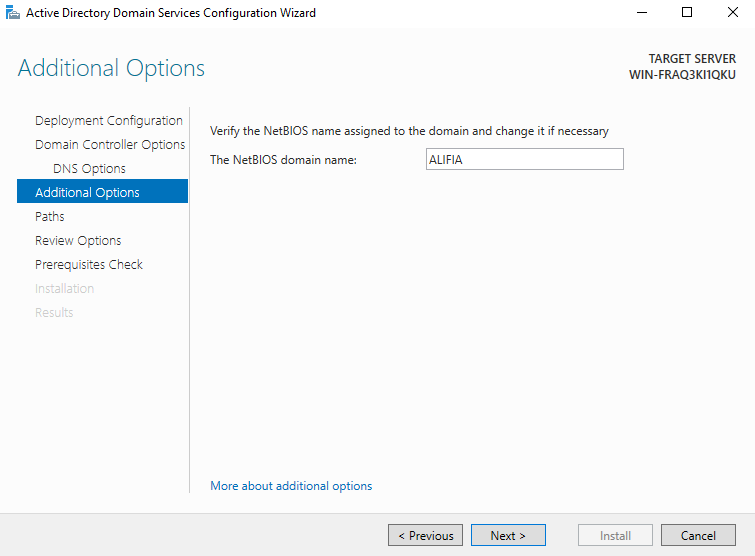 Active Directory Domain Services Configuration Wizard
Additional Options
TARGET SERVER
WIN-FRAQ3KI1QKU
Deployment Configuration
Domain Controller Options
DNS Options
Additional Options
Paths
Review Options
Prerequisites Check
Installation
Results
Verify the NetBIOS name assigned to the domain and change it if necessary
The NetBIOS domain name: ALIFIA
More about additional options
< Previous Next > Install Cancel